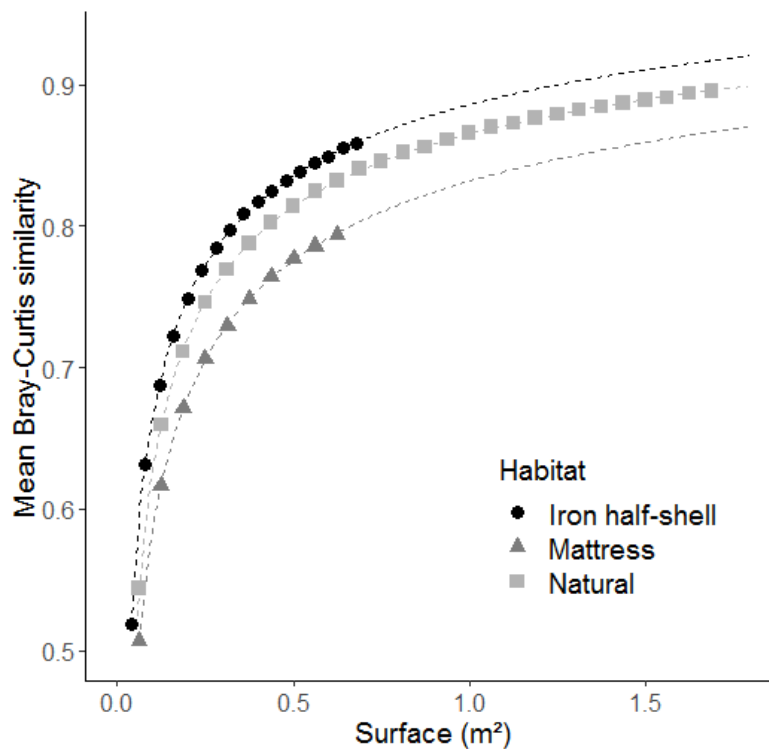 0.9
0.8
0.7
0.6
0.5
Mean Bray-Curtis similarity
Habitat
Iron half-shell
Mattress
Natural
0.0
0.5
1.0
1.5
Surface (m²)